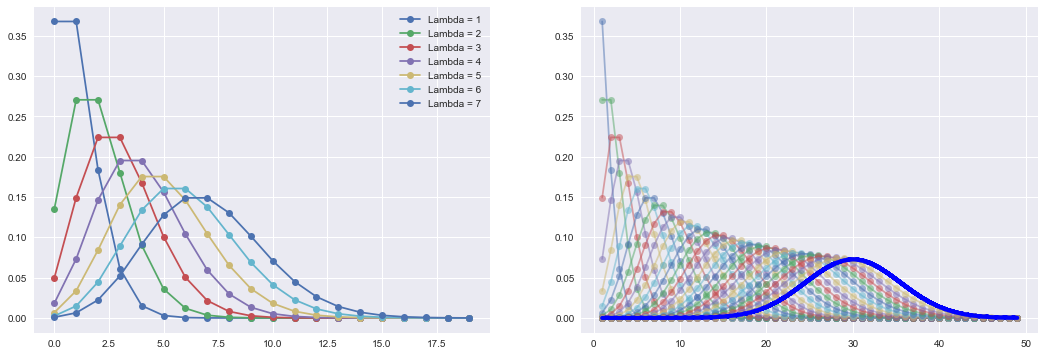 0.35
0.30
0.25
0.20
0.15
0.10
0.05
0.00
0.0 2.5 5.0 7.5 10.0 12.5 15.0 17.5
Lambda = 1
Lambda = 2
Lambda = 3
Lambda = 4
Lambda = 5
Lambda = 6
Lambda = 7
0.35
0.30
0.25
0.20
0.15
0.10
0.05
0.00
0 10 20 30 40 50